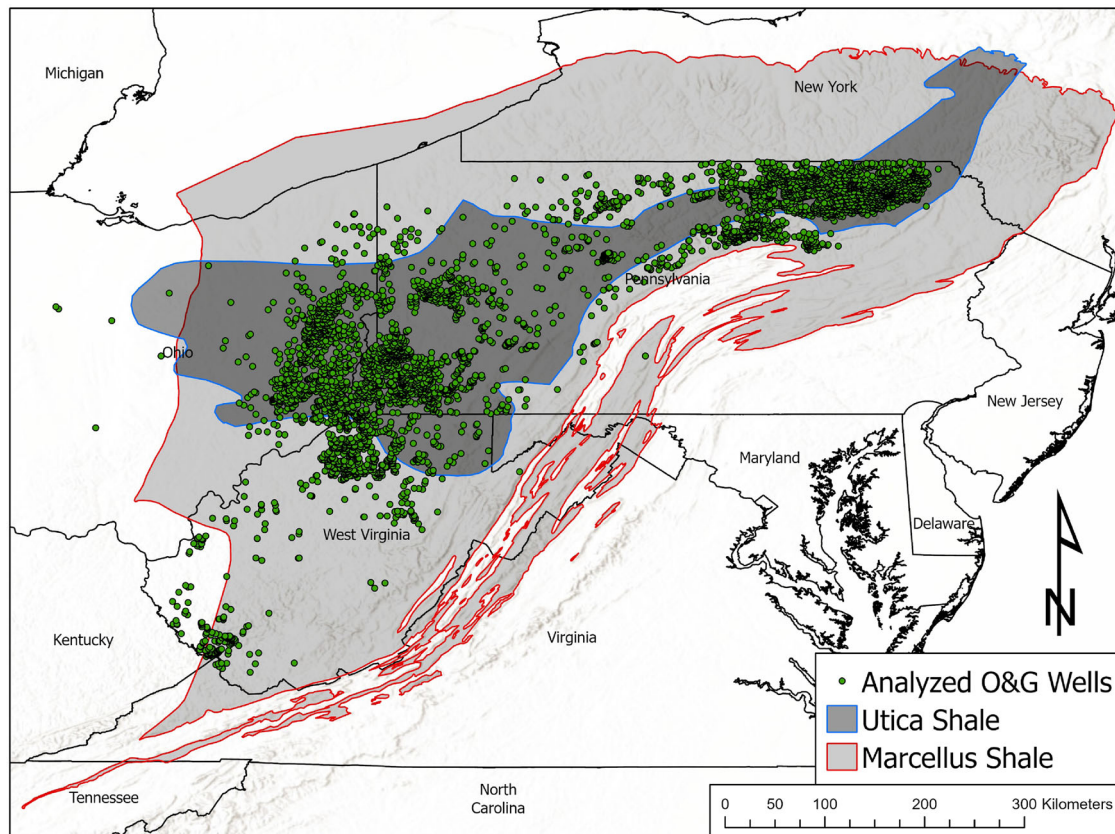 Michigan
New York
Pennsylvania
Ohio
New Jersey
Maryland
Delaware
West Virginia
Kentucky
Virginia
N
Analyzed O&G Wells
Utica Shale
Marcellus Shale
Tennessee
North
Carolina
0 50 100 200 300 Kilometers